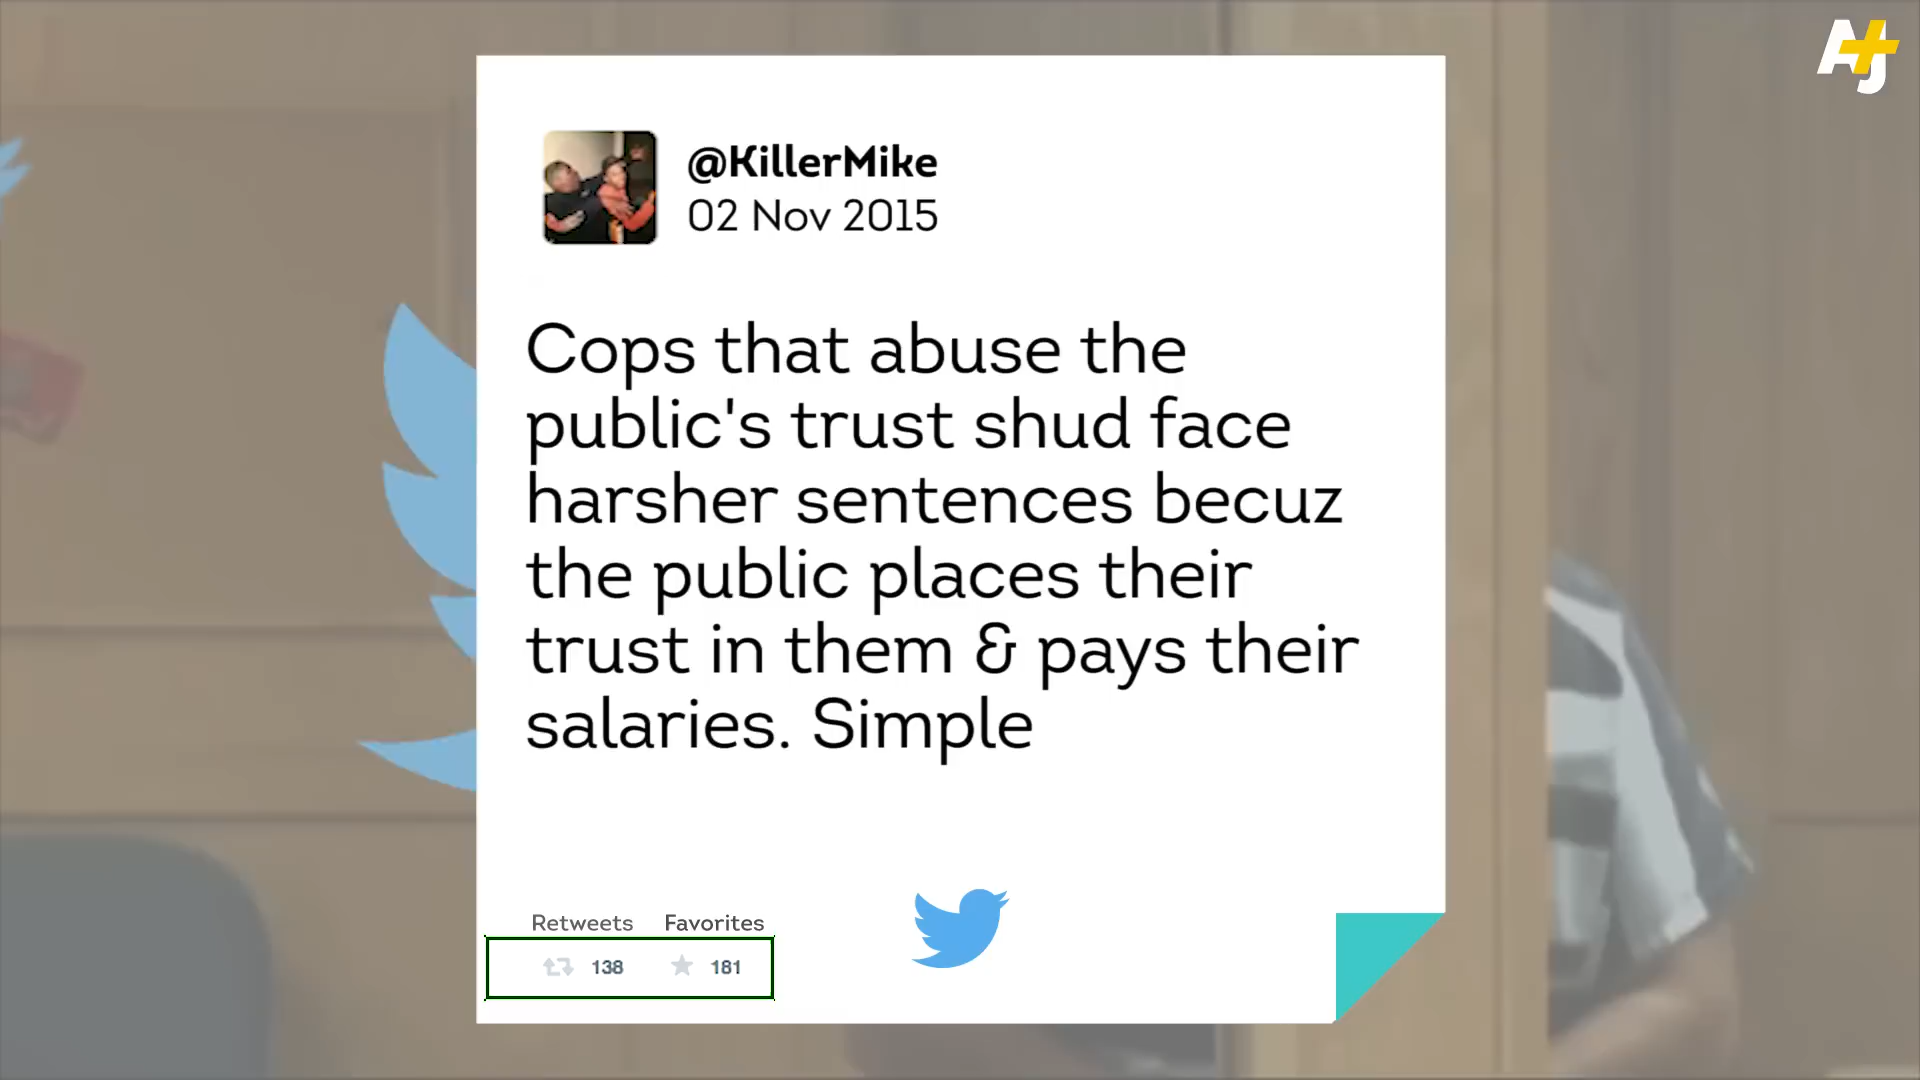 AJ+
@KillerMike
02 Nov 2015
Cops that abuse the
public's trust shud face
harsher sentences becuz
the public places their
trust in them & pays their
salaries. Simple
Retweets Favorites
138 181